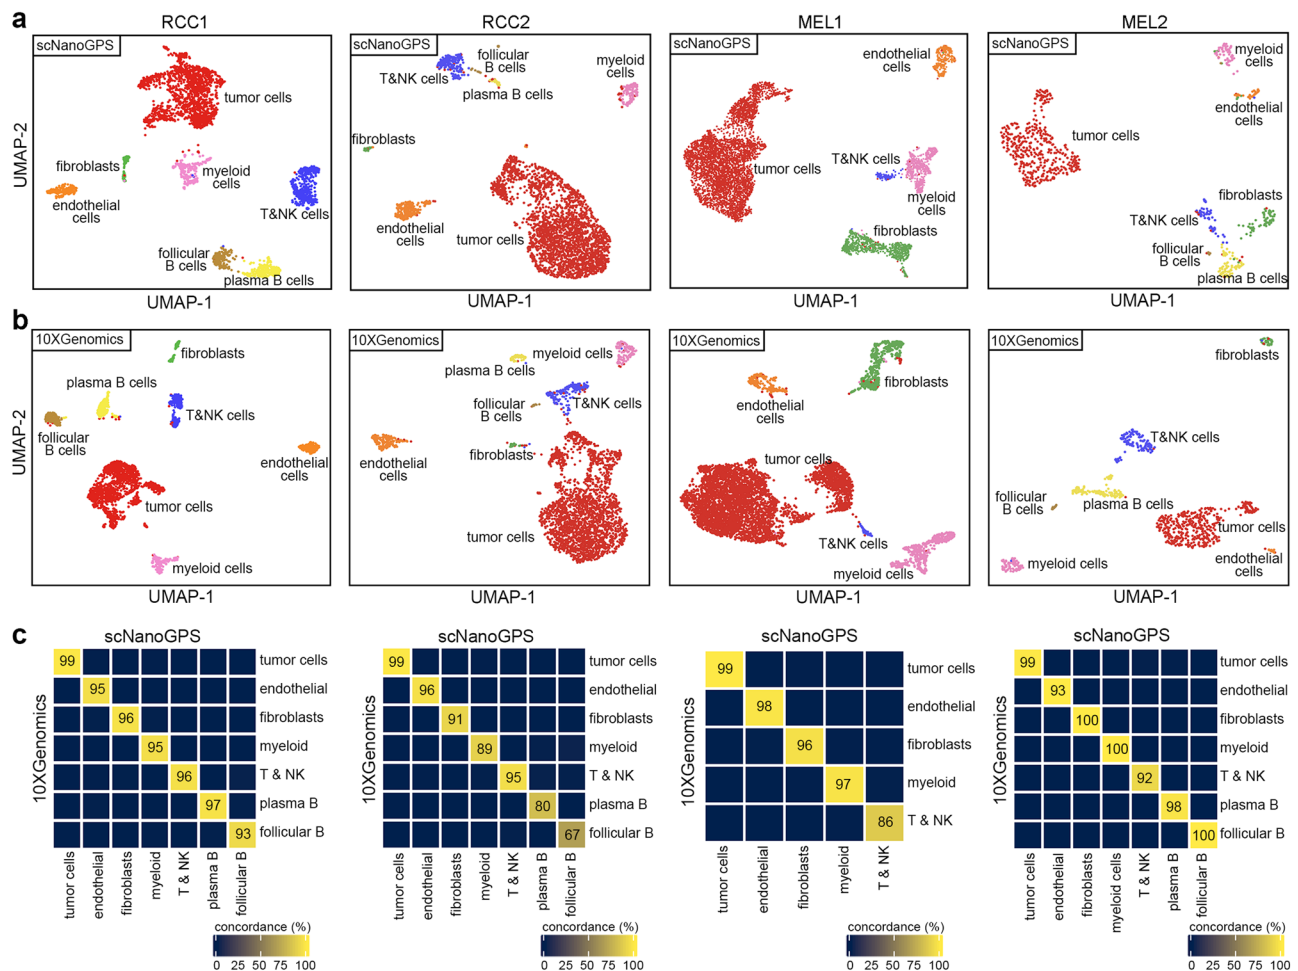 a
RCC1
RCC2
MEL1
MEL2
scNanoGPS
tumor cells
fibroblasts
myeloid
cells
endothelial
cells
T&NK cells
follicular
B cells
plasma B cells
UMAP-2
UMAP-1
scNanoGPS
follicular
B cells
T&NK cells
plasma B cells
myeloid
cells
fibroblasts
endothelial
cells
tumor cells
UMAP-1
scNanoGPS
endothelial
cells
T&NK cells
tumor cells
myeloid
cells
fibroblasts
UMAP-1
scNanoGPS
myeloid
cells
endothelial
cells
tumor cells
fibroblasts
T&NK cells
follicular
B cells
plasma B cells
UMAP-1
b
10XGenomics
fibroblasts
plasma B cells
T&NK cells
follicular
B cells
endothelial
cells
tumor cells
myeloid cells
UMAP-2
UMAP-1
10XGenomics
myeloid cells
plasma B cells
follicular
B cells
T&NK cells
endothelial
cells
fibroblasts
tumor cells
UMAP-1
10XGenomics
fibroblasts
endothelial
cells
tumor cells
T&NK cells
myeloid cells
UMAP-1
10XGenomics
fibroblasts
T&NK cells
follicular
B cells
plasma B cells
tumor cells
myeloid cells
endothelial
cells
UMAP-1
c
scNanoGPS
10XGenomics
99 tumor cells
95 endothelial
96 fibroblasts
95 myeloid
96 T & NK
97 plasma B
93 follicular B
tumor cells
endothelial
fibroblasts
myeloid
T & NK
plasma B
follicular B
concordance (%)
0 25 50 75 100
scNanoGPS
10XGenomics
99 tumor cells
96 endothelial
91 fibroblasts
89 myeloid
95 T & NK
80 plasma B
67 follicular B
tumor cells
endothelial
fibroblasts
myeloid
T & NK
plasma B
follicular B
concordance (%)
0 25 50 75 100
scNanoGPS
10XGenomics
99 tumor cells
98 endothelial
96 fibroblasts
97 myeloid
86 T & NK
tumor cells
endothelial
fibroblasts
myeloid
T & NK
concordance (%)
0 25 50 75 100
scNanoGPS
10XGenomics
99 tumor cells
93 endothelial
100 fibroblasts
100 myeloid
92 T & NK
98 plasma B
100 follicular B
tumor cells
endothelial
fibroblasts
myeloid cells
T & NK
plasma B
follicular B
concordance (%)
0 25 50 75 100